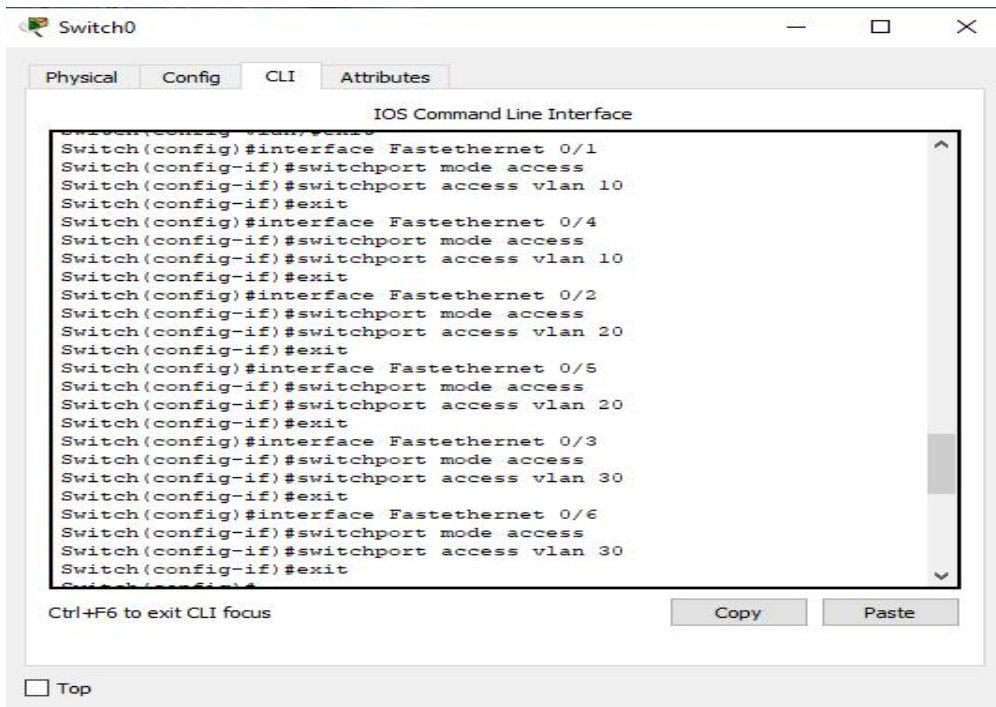 Switch0
Physical Config CLI Attributes
IOS Command Line Interface
Switch(config)#interface Fastethernet 0/1
Switch(config-if)#switchport mode access
Switch(config-if)#switchport access vlan 10
Switch(config-if)#exit
Switch(config)#interface Fastethernet 0/4
Switch(config-if)#switchport mode access
Switch(config-if)#switchport access vlan 10
Switch(config-if)#exit
Switch(config)#interface Fastethernet 0/2
Switch(config-if)#switchport mode access
Switch(config-if)#switchport access vlan 20
Switch(config-if)#exit
Switch(config)#interface Fastethernet 0/5
Switch(config-if)#switchport mode access
Switch(config-if)#switchport access vlan 20
Switch(config-if)#exit
Switch(config)#interface Fastethernet 0/3
Switch(config-if)#switchport mode access
Switch(config-if)#switchport access vlan 30
Switch(config-if)#exit
Switch(config)#interface Fastethernet 0/6
Switch(config-if)#switchport mode access
Switch(config-if)#switchport access vlan 30
Switch(config-if)#exit
Ctrl+F6 to exit CLI focus
Copy Paste
Top